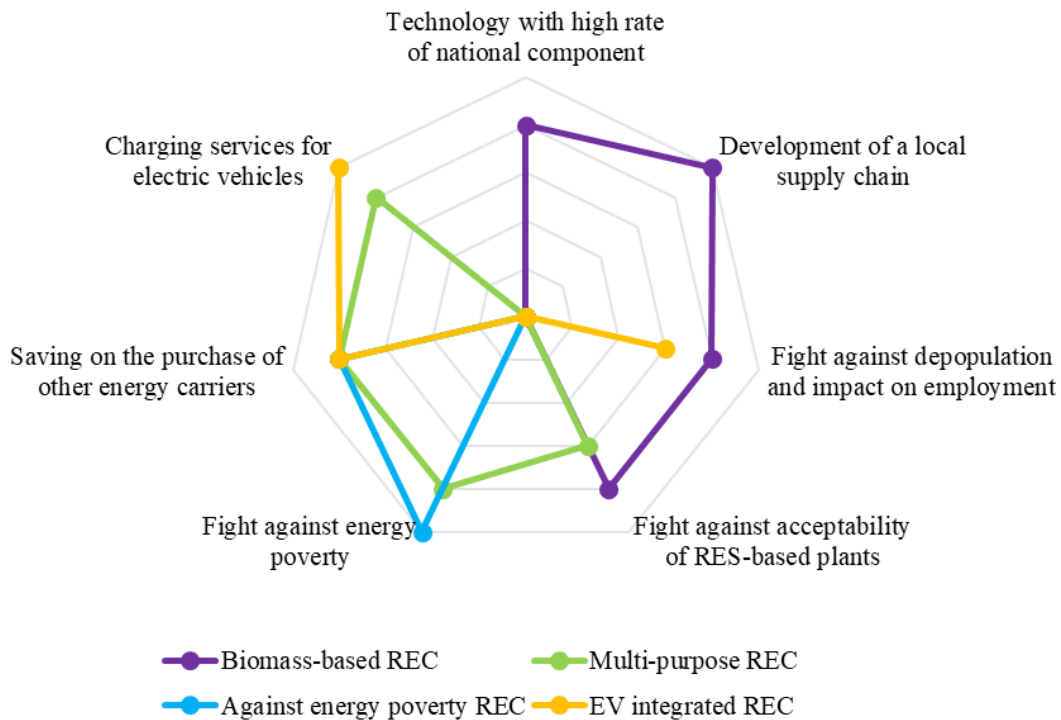 Technology with high rate
of national component
Charging services for
electric vehicles
Development of a local
supply chain
Saving on the purchase of
other energy carriers
Fight against depopulation
and impact on employment
Fight against energy
poverty
Fight against acceptability
of RES-based plants
Biomass-based REC
Multi-purpose REC
Against energy poverty REC
EV integrated REC